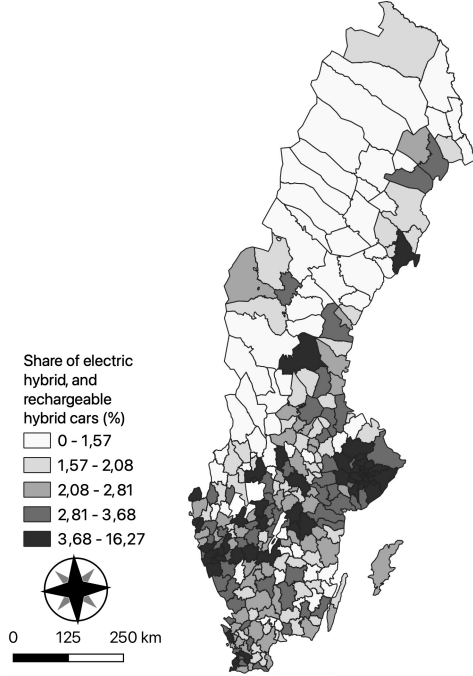 Share of electric
hybrid, and
rechargeable
hybrid cars (%)
0 - 1,57
1,57 - 2,08
2,08 - 2,81
2,81 - 3,68
3,68 - 16,27
0 125 250 km